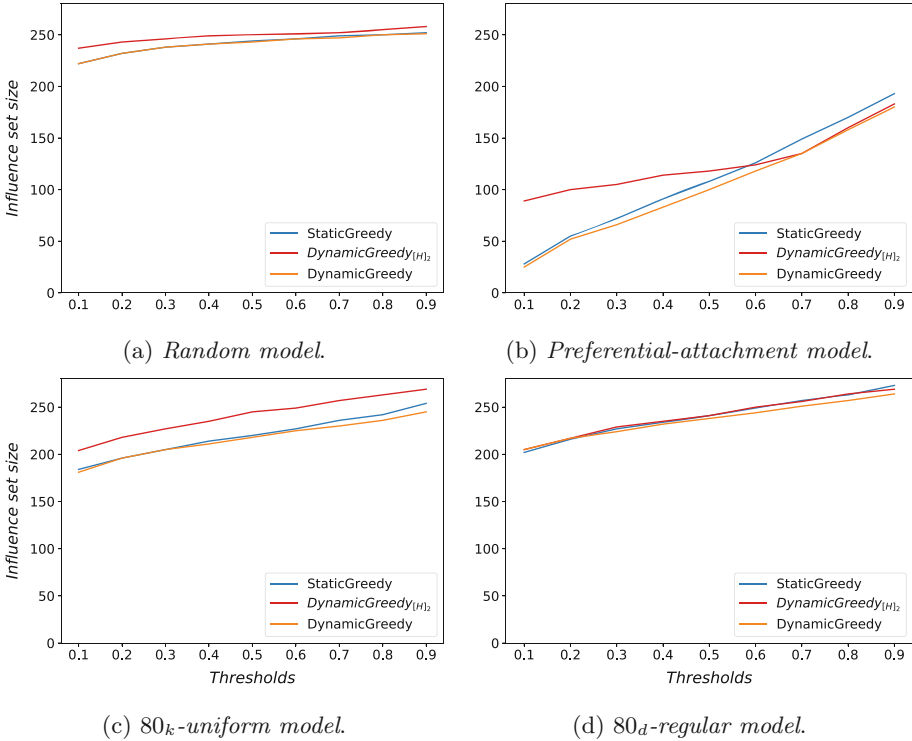 Influence set size
250
200
150
100
50
0
StaticGreedy
DynamicGreedy[H]₂
DynamicGreedy
0.1 0.2 0.3 0.4 0.5 0.6 0.7 0.8 0.9
(a) Random model.
250
200
150
100
50
0
StaticGreedy
DynamicGreedy[H]₂
DynamicGreedy
0.1 0.2 0.3 0.4 0.5 0.6 0.7 0.8 0.9
(b) Preferential-attachment model.
Influence set size
250
200
150
100
50
0
StaticGreedy
DynamicGreedy[H]₂
DynamicGreedy
0.1 0.2 0.3 0.4 0.5 0.6 0.7 0.8 0.9
Thresholds
(c) 80ₖ-uniform model.
250
200
150
100
50
0
StaticGreedy
DynamicGreedy[H]₂
DynamicGreedy
0.1 0.2 0.3 0.4 0.5 0.6 0.7 0.8 0.9
Thresholds
(d) 80d-regular model.